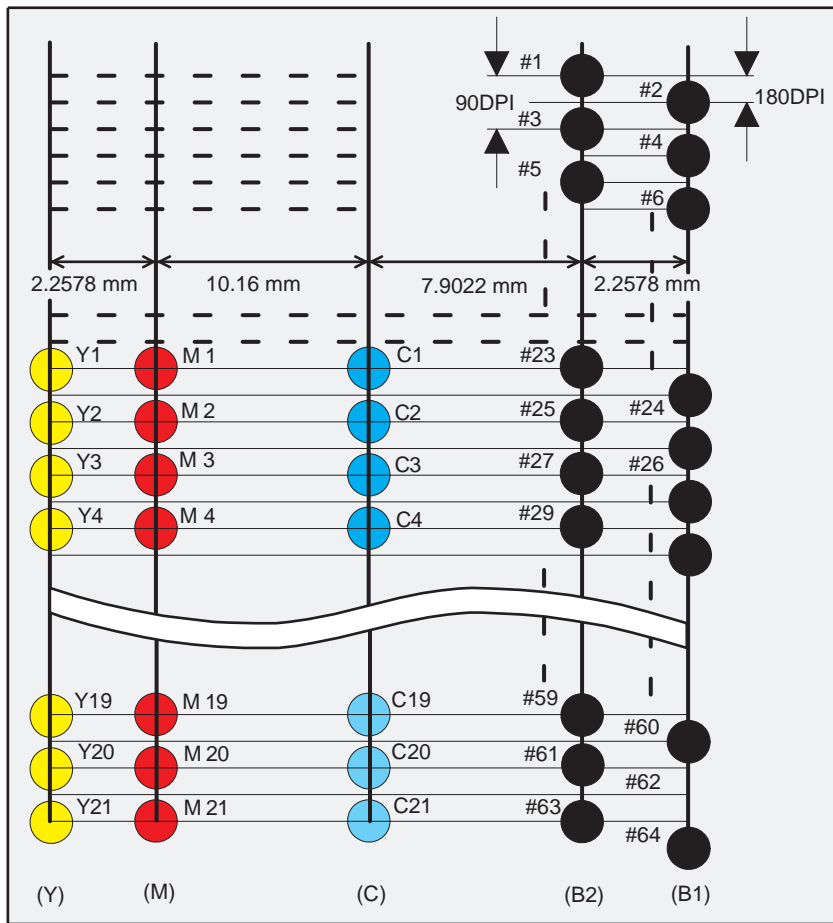 #1
#2
90DPI
180DPI
#3
#4
#5
#6
2.2578 mm
10.16 mm
7.9022 mm
2.2578 mm
Y1
M 1
C1
#23
Y2
M 2
C2
#25
#24
Y3
M 3
C3
#27
#26
Y4
M 4
C4
#29
Y19
M 19
C19
#59
#60
Y20
M 20
C20
#61
#62
Y21
M 21
C21
#63
#64
(Y)
(M)
(C)
(B2)
(B1)